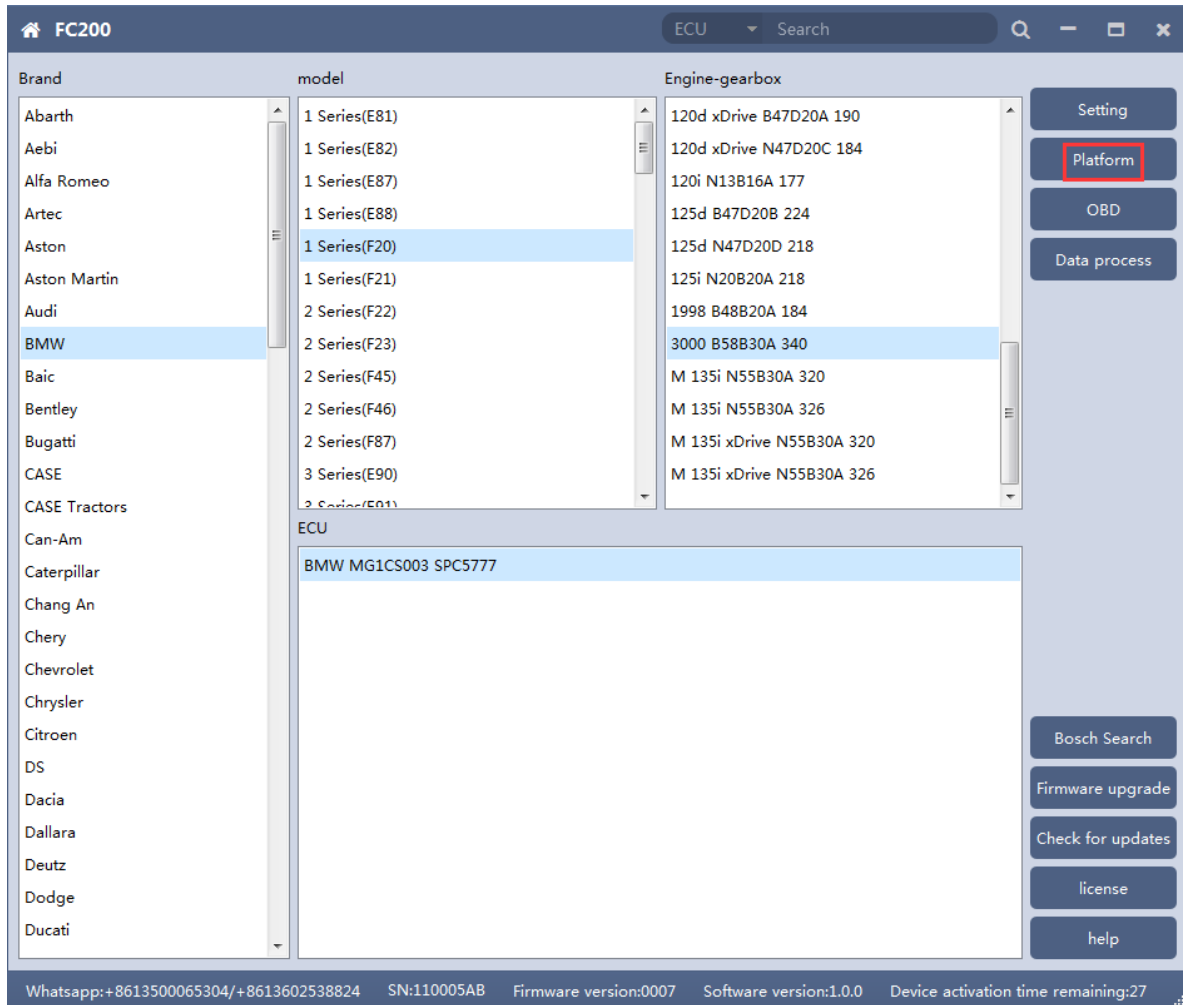 FC200
ECU
Search
Brand
model
Engine-gearbox
Abarth
Aebi
Alfa Romeo
Artec
Aston
Aston Martin
Audi
BMW
Baic
Bentley
Bugatti
CASE
CASE Tractors
Can-Am
Caterpillar
Chang An
Chery
Chevrolet
Chrysler
Citroen
DS
Dacia
Dallara
Deutz
Dodge
Ducati
1 Series(E81)
1 Series(E82)
1 Series(E87)
1 Series(E88)
1 Series(F20)
1 Series(F21)
2 Series(F22)
2 Series(F23)
2 Series(F45)
2 Series(F46)
2 Series(F87)
3 Series(E90)
3 Series(E91)
120d xDrive B47D20A 190
120d xDrive N47D20C 184
120i N13B16A 177
125d B47D20B 224
125d N47D20D 218
125i N20B20A 218
1998 B48B20A 184
3000 B58B30A 340
M 135i N55B30A 320
M 135i N55B30A 326
M 135i xDrive N55B30A 320
M 135i xDrive N55B30A 326
ECU
BMW MG1CS003 SPC5777
Setting
Platform
OBD
Data process
Bosch Search
Firmware upgrade
Check for updates
license
help
Whatsapp:+8613500065304/+8613602538824
SN:110005AB
Firmware version:0007
Software version:1.0.0
Device activation time remaining:27